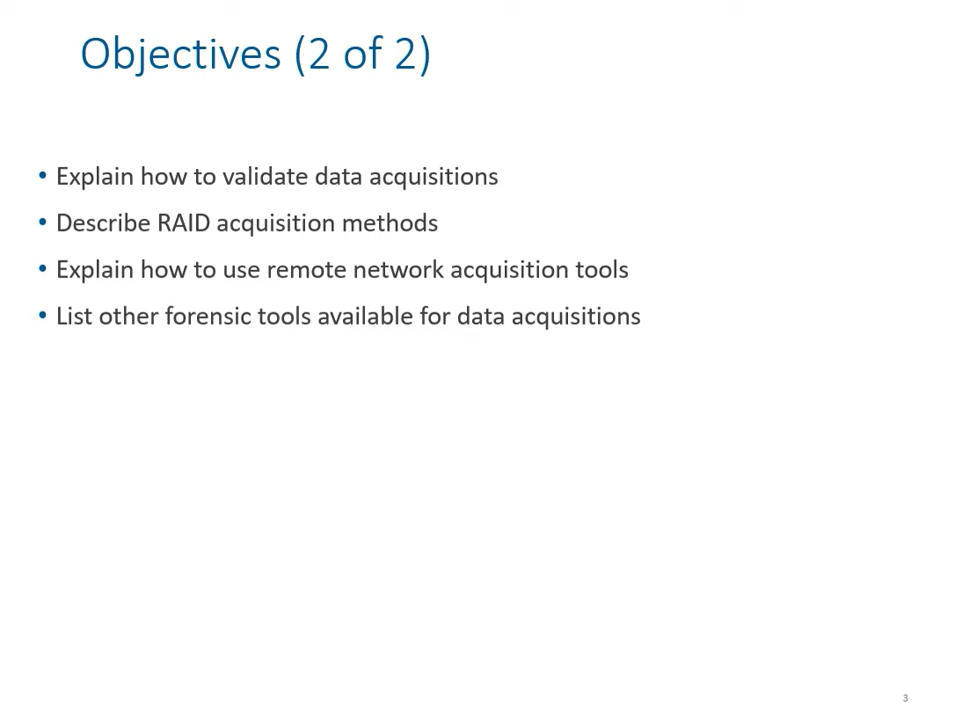 Objectives (2 of 2)
• Explain how to validate data acquisitions
• Describe RAID acquisition methods
• Explain how to use remote network acquisition tools
• List other forensic tools available for data acquisitions
3